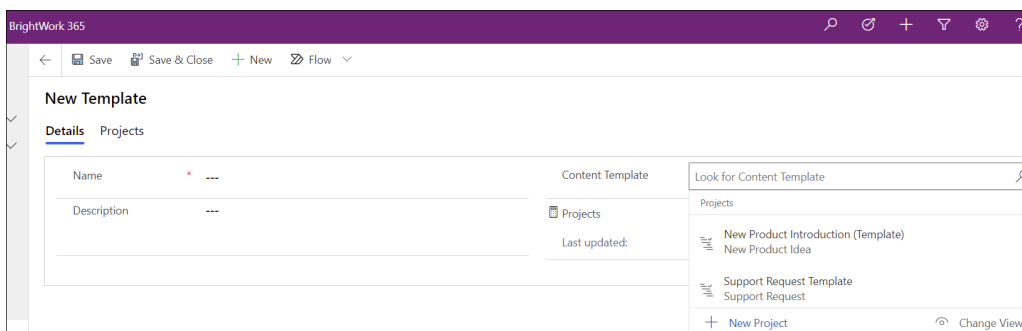 BrightWork 365
Save Save & Close New Flow
New Template
Details Projects
Name * --- Content Template Look for Content Template
Projects
Description --- Projects
New Product Introduction (Template)
Last updated: New Product Idea
Support Request Template
Support Request
New Project Change View